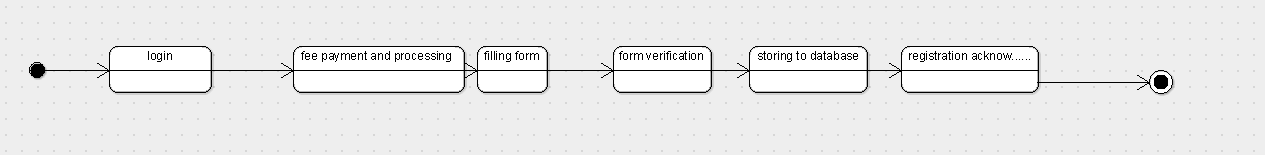 login
fee payment and processing
filling form
form verification
storing to database
registration acknow......